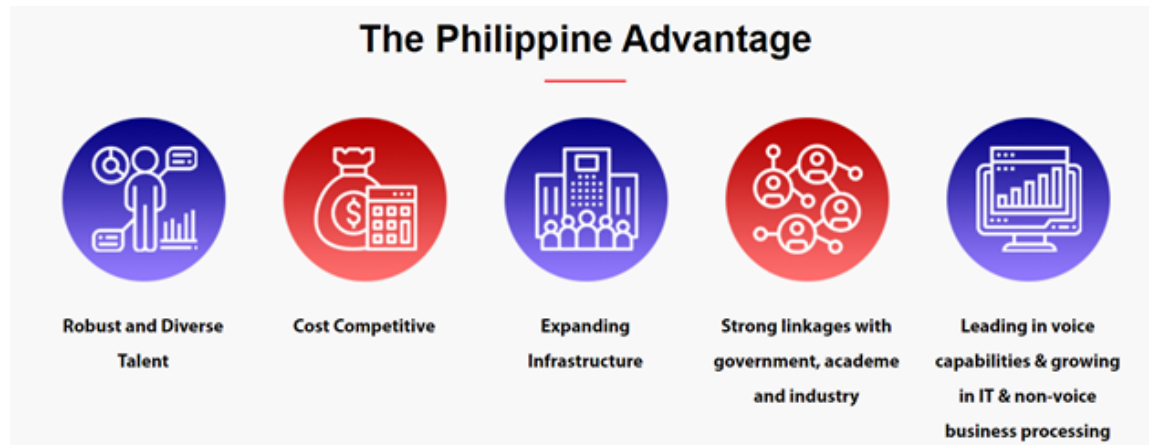 The Philippine Advantage
Robust and Diverse
Talent
Cost Competitive
Expanding
Infrastructure
Strong linkages with
government, academe
and industry
Leading in voice
capabilities & growing
in IT & non-voice
business processing